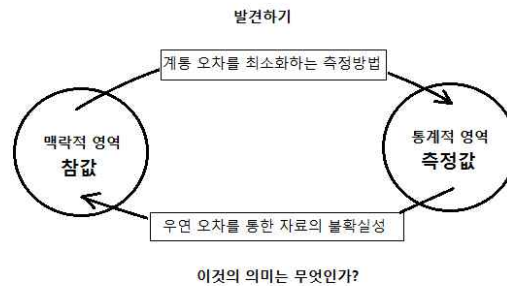 발견하기
계통 오차를 최소화하는 측정방법
맥락적 영역
참값
통계적 영역
측정값
우연 오차를 통한 자료의 불확실성
이것의 의미는 무엇인가?